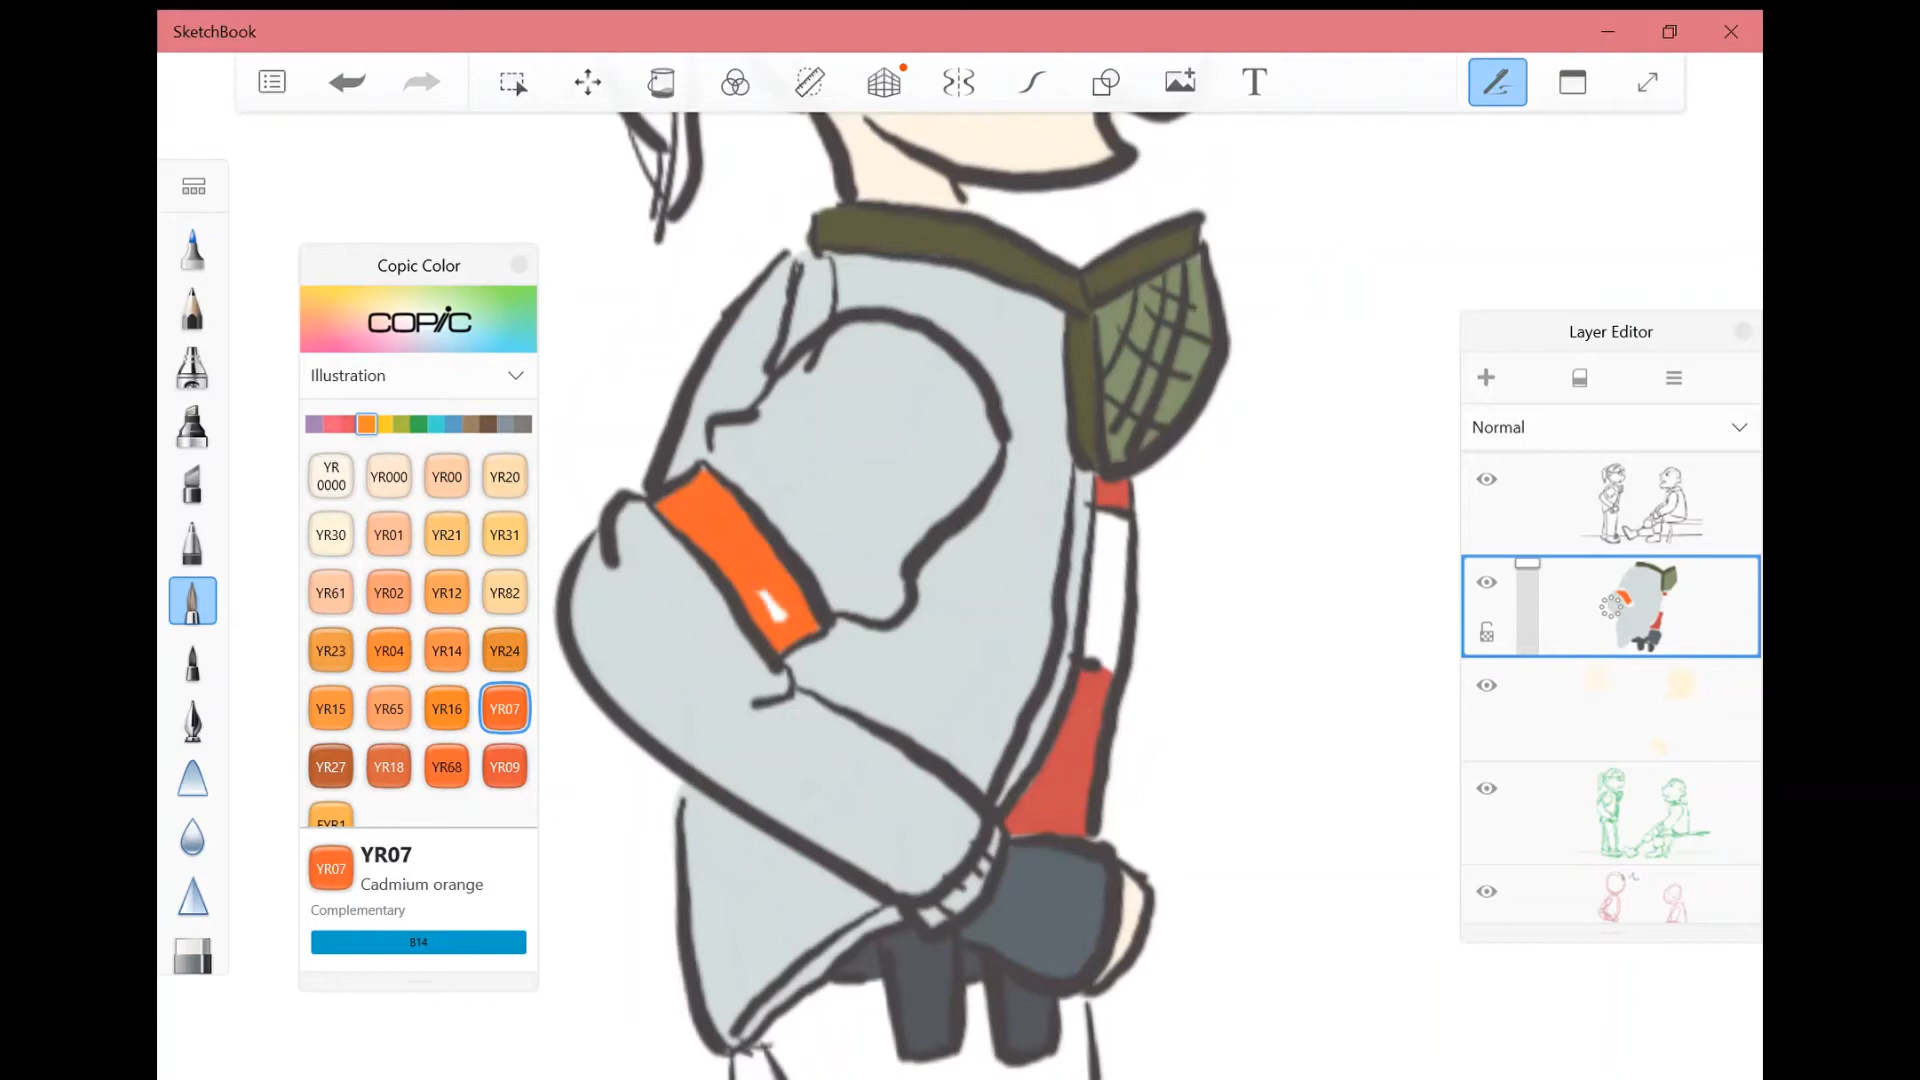 SketchBook
T
Copic Color
COPIC
Illustration
YR 0000 YR000 YR00 YR20
YR30 YR01 YR21 YR31
YR61 YR02 YR12 YR82
YR23 YR04 YR14 YR24
YR15 YR65 YR16 YR07
YR27 YR18 YR68 YR09
YR07
YR07
Cadmium orange
Complementary
B14
Layer Editor
Normal